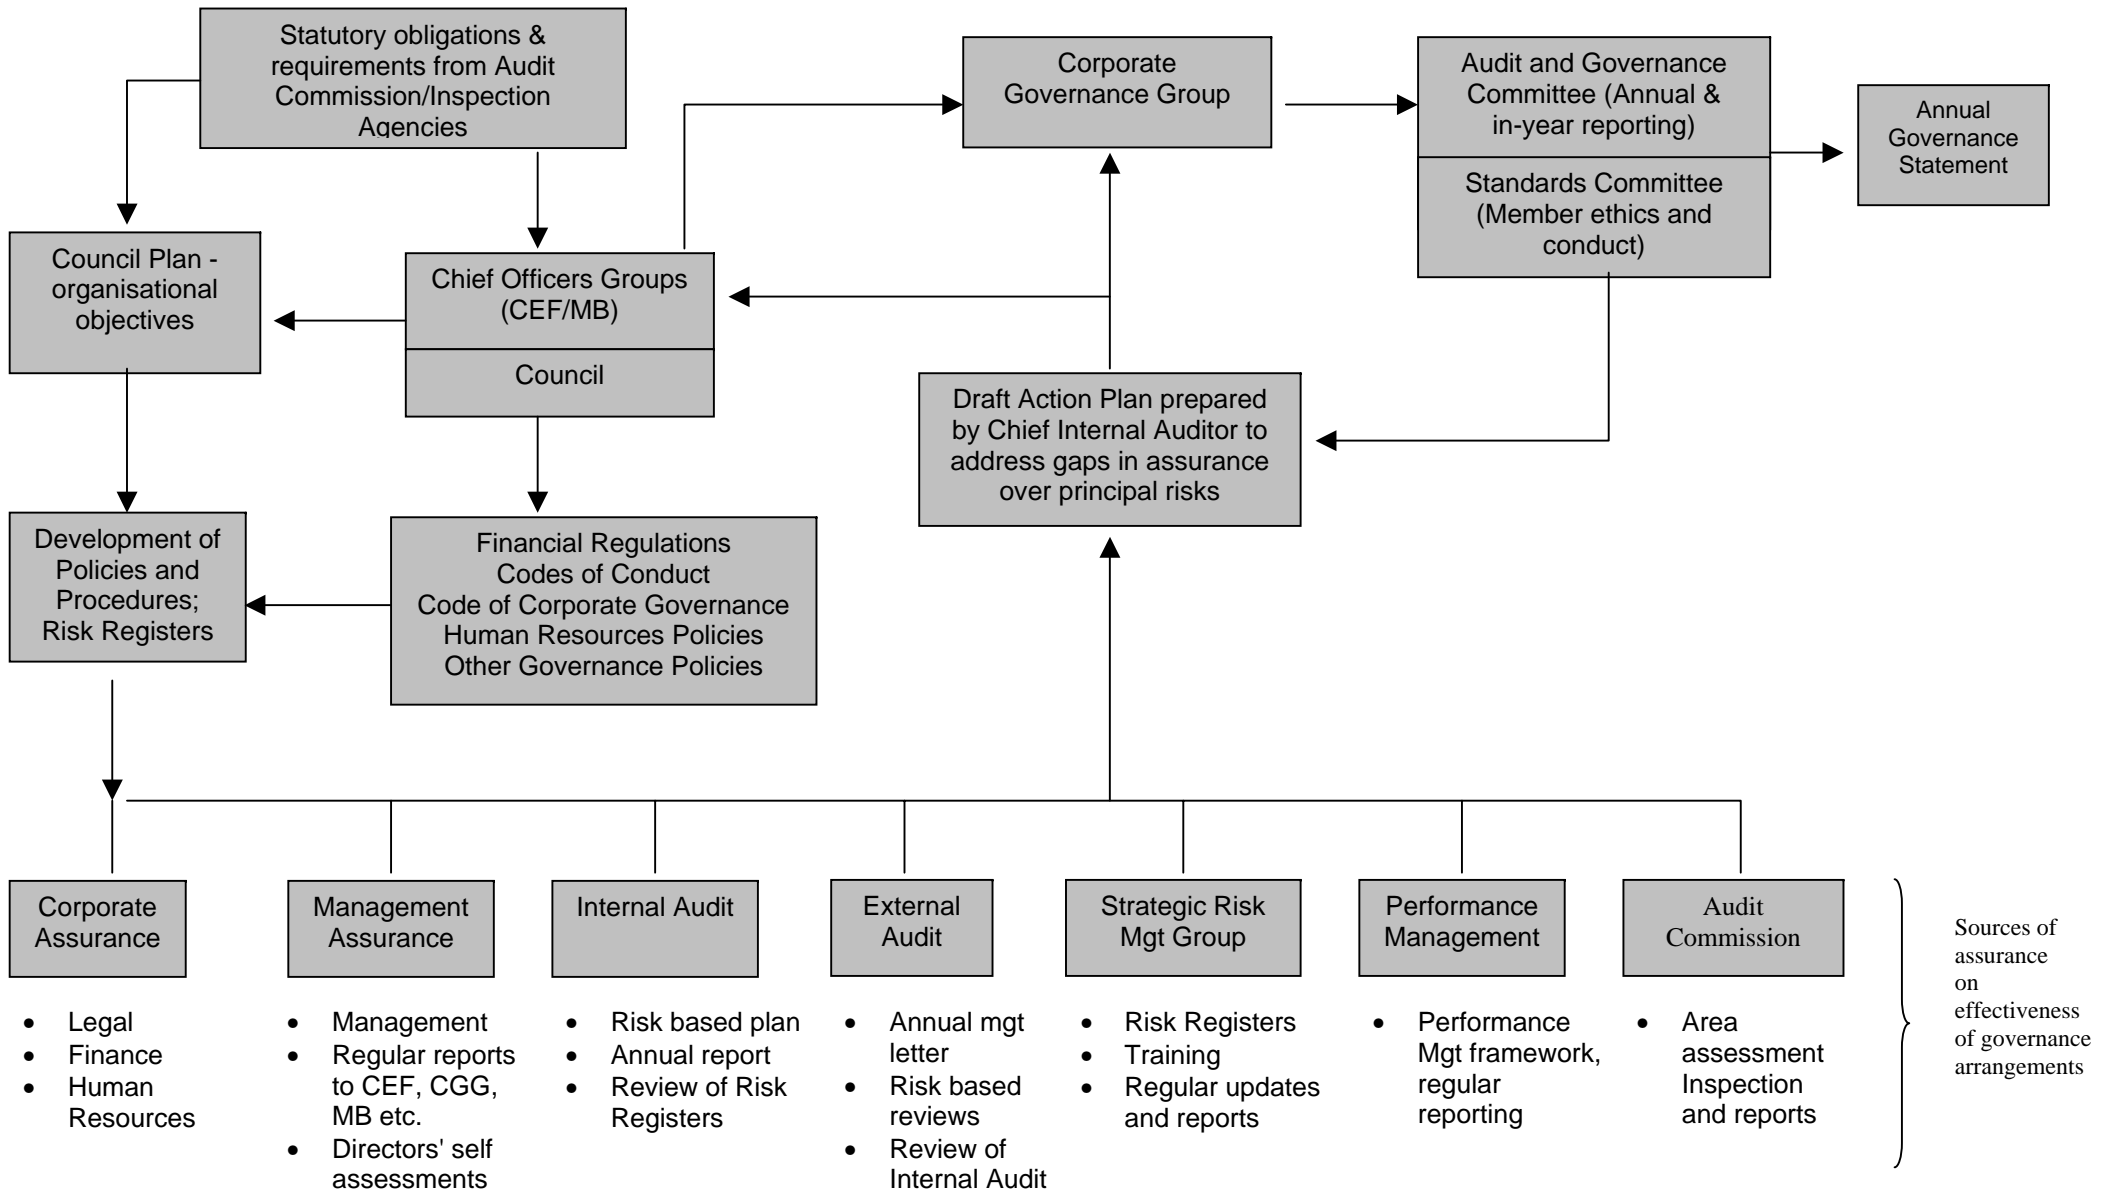 Statutory obligations &
requirements from Audit
Commission/Inspection
Agencies
Corporate
Governance Group
Audit and Governance
Committee (Annual &
in-year reporting)
Standards Committee
(Member ethics and
conduct)
Annual
Governance
Statement
Council Plan -
organisational
objectives
Chief Officers Groups
(CEF/MB)
Council
Draft Action Plan prepared
by Chief Internal Auditor to
address gaps in assurance
over principal risks
Development of
Policies and
Procedures;
Risk Registers
Financial Regulations
Codes of Conduct
Code of Corporate Governance
Human Resources Policies
Other Governance Policies
Corporate
Assurance
• Legal
• Finance
• Human
Resources
Management
Assurance
• Management
• Regular reports
to CEF, CGG,
MB etc.
• Directors' self
assessments
Internal Audit
• Risk based plan
• Annual report
• Review of Risk
Registers
External
Audit
• Annual mgt
letter
• Risk based
reviews
• Review of
Internal Audit
Strategic Risk
Mgt Group
• Risk Registers
• Training
• Regular updates
and reports
Performance
Management
• Performance
Mgt framework,
regular
reporting
Audit
Commission
• Area
assessment
Inspection
and reports
Sources of
assurance
on
effectiveness
of governance
arrangements